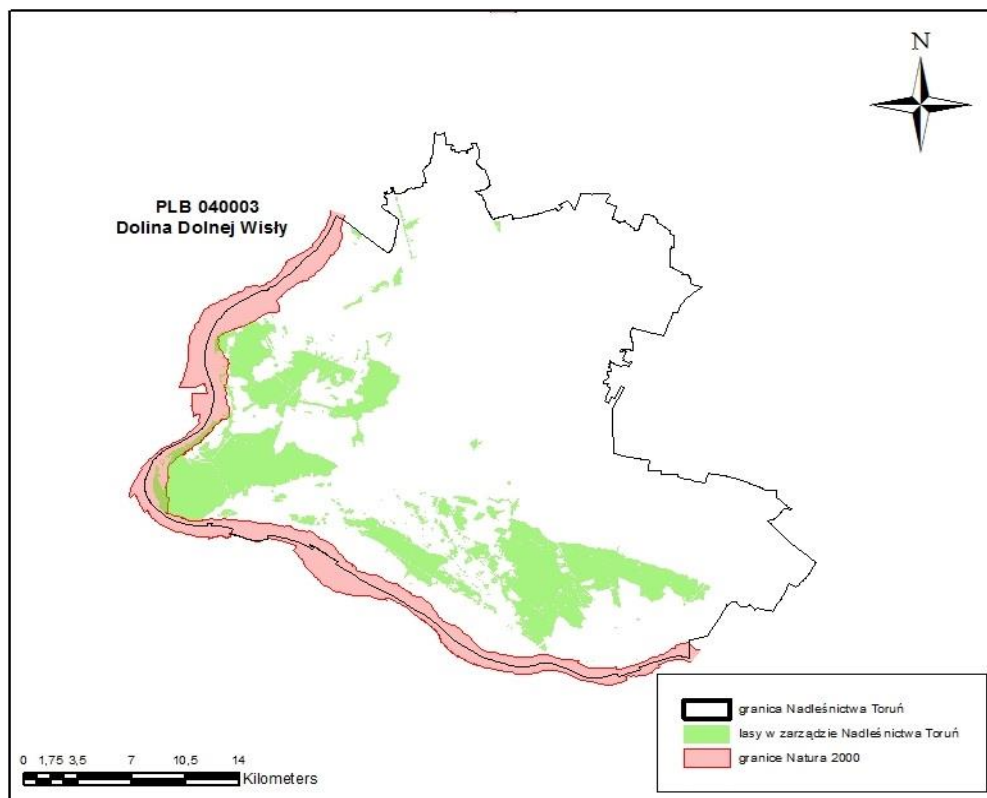 N
PLB 040003
Dolina Dolnej Wisły
granica Nadleśnictwa Toruń
lasy w zarządzie Nadleśnictwa Toruń
granice Natura 2000
0 1,75 3,5 7 10,5 14
Kilometers